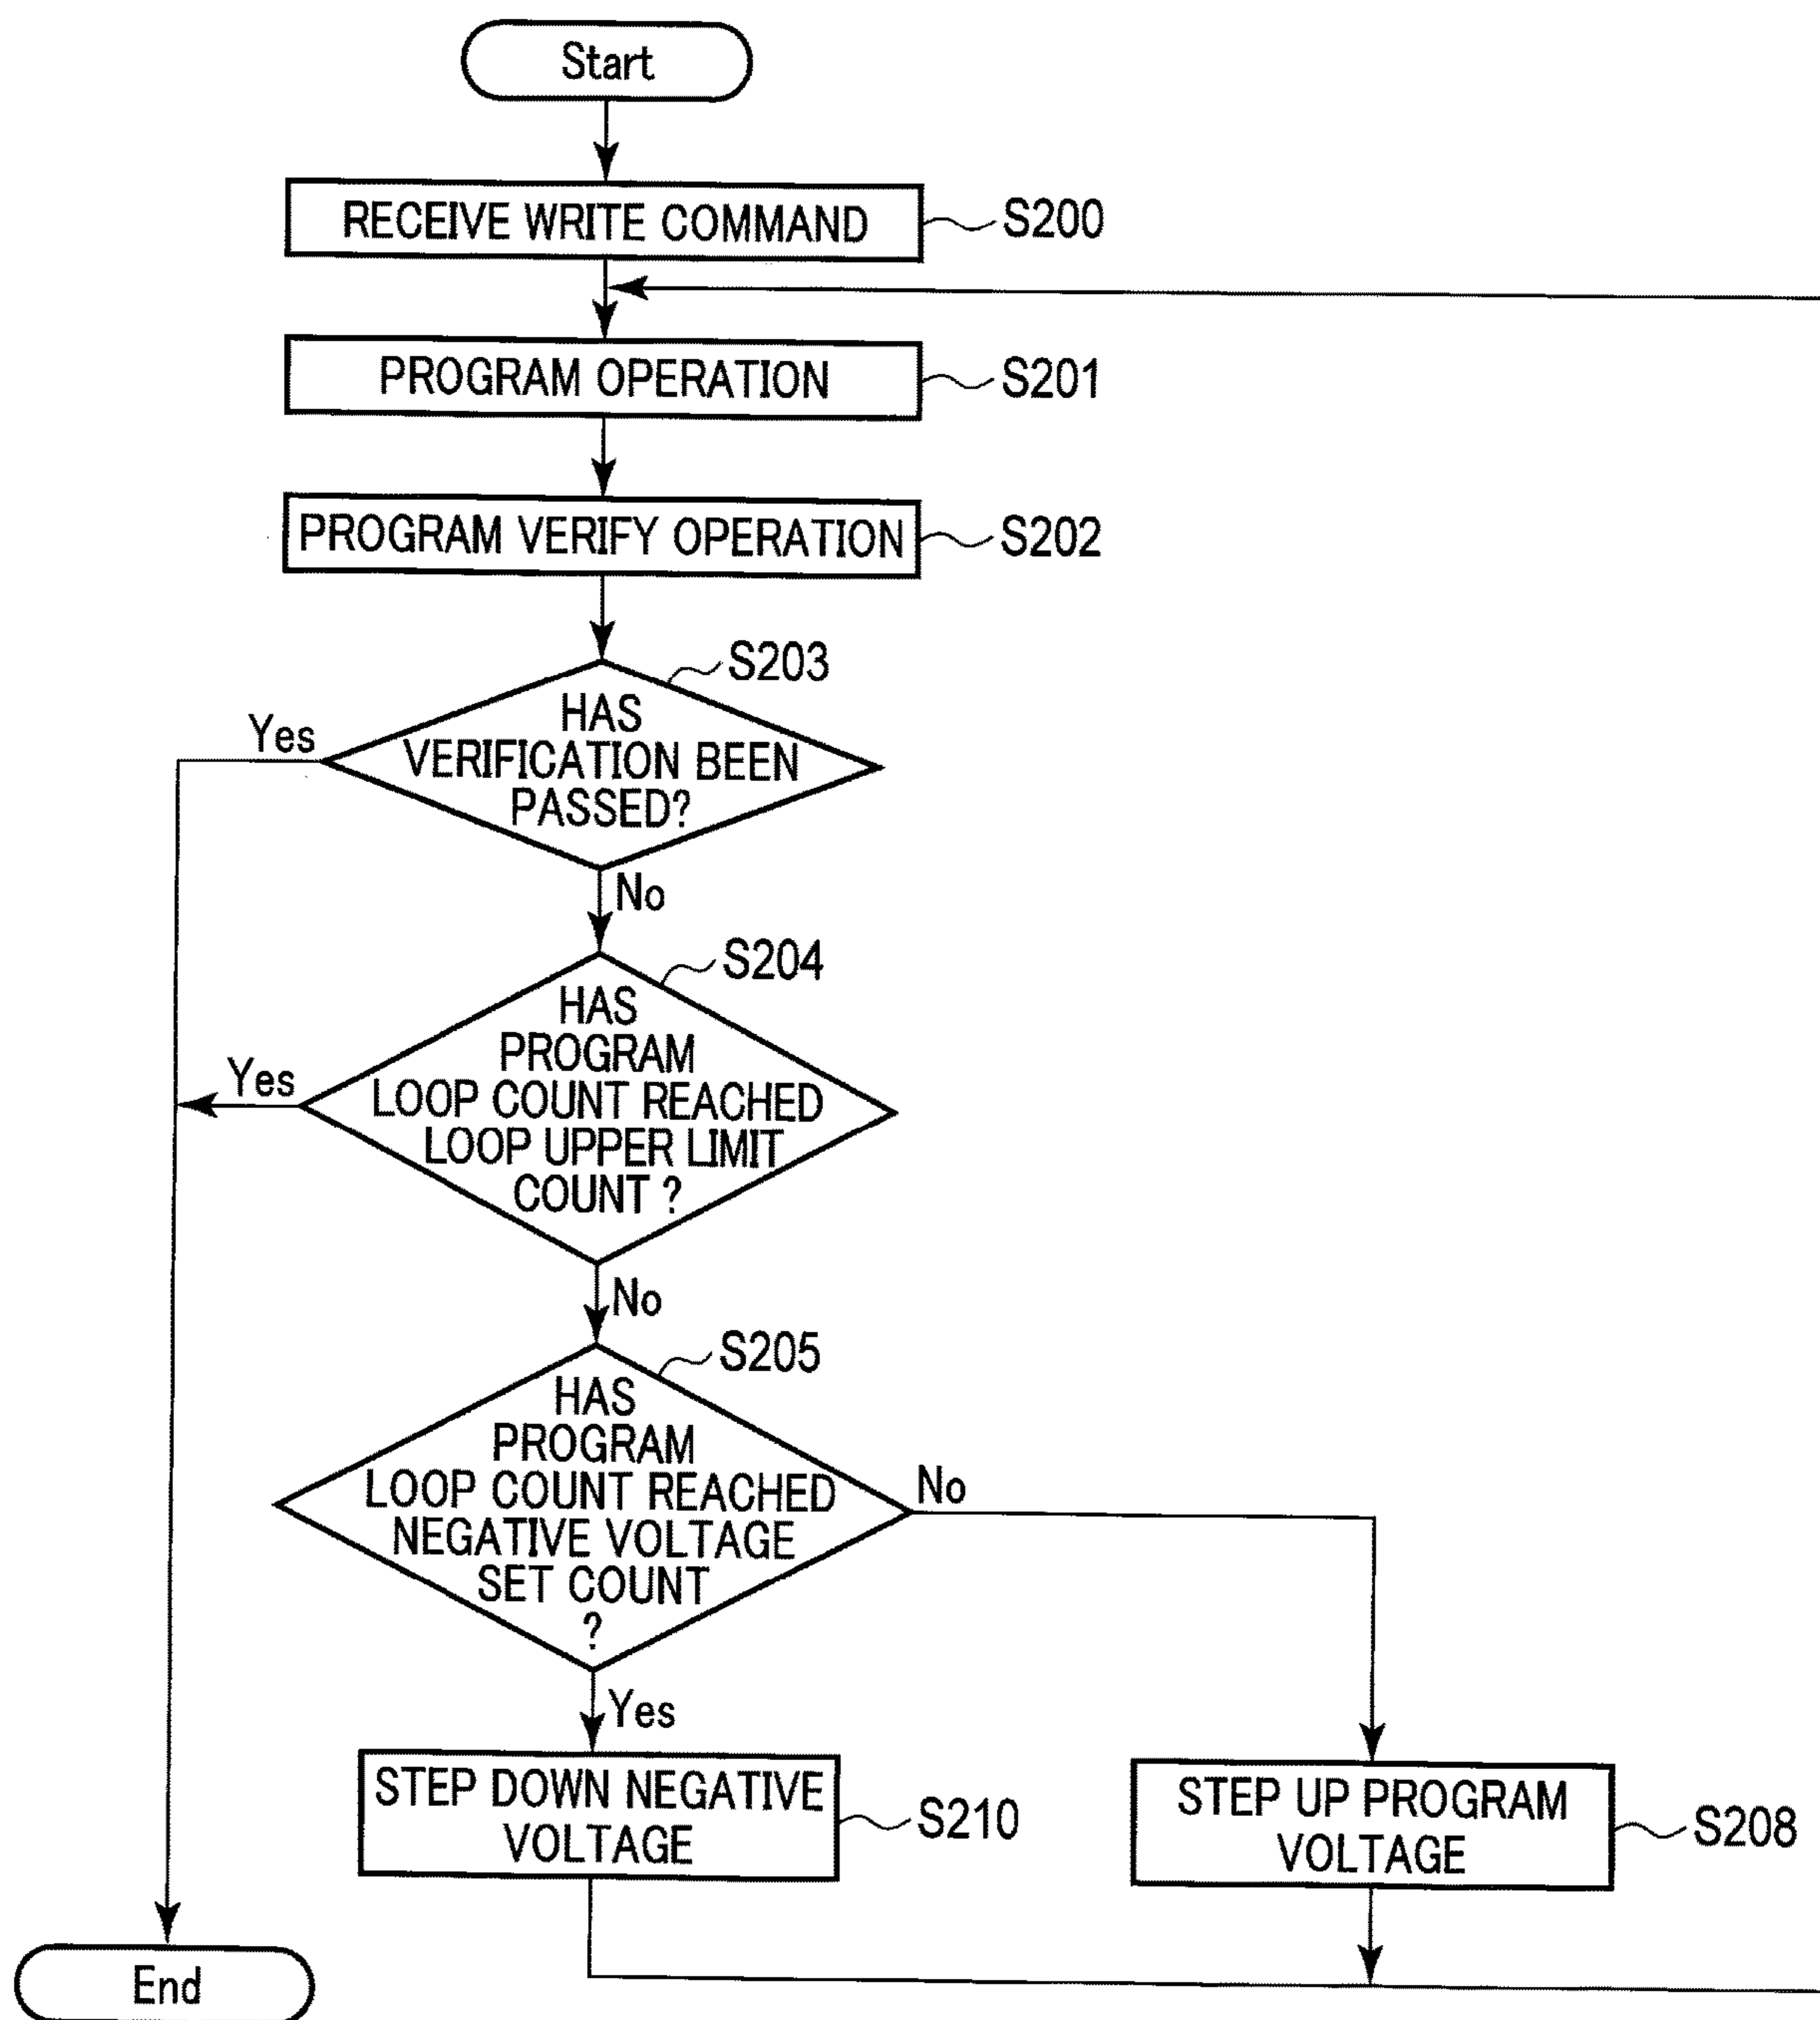 Start
RECEIVE WRITE COMMAND
S200
PROGRAM OPERATION
S201
PROGRAM VERIFY OPERATION
S202
S203
HAS
VERIFICATION BEEN
PASSED?
Yes
No
S204
HAS
PROGRAM
LOOP COUNT REACHED
LOOP UPPER LIMIT
COUNT ?
Yes
No
S205
HAS
PROGRAM
LOOP COUNT REACHED
NEGATIVE VOLTAGE
SET COUNT
?
No
Yes
STEP DOWN NEGATIVE
VOLTAGE
S210
STEP UP PROGRAM
VOLTAGE
S208
End